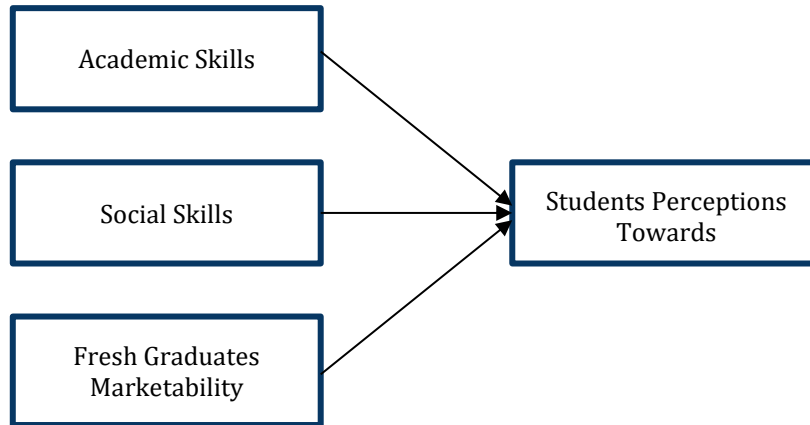 Academic Skills
Social Skills
Students Perceptions
Towards
Fresh Graduates
Marketability